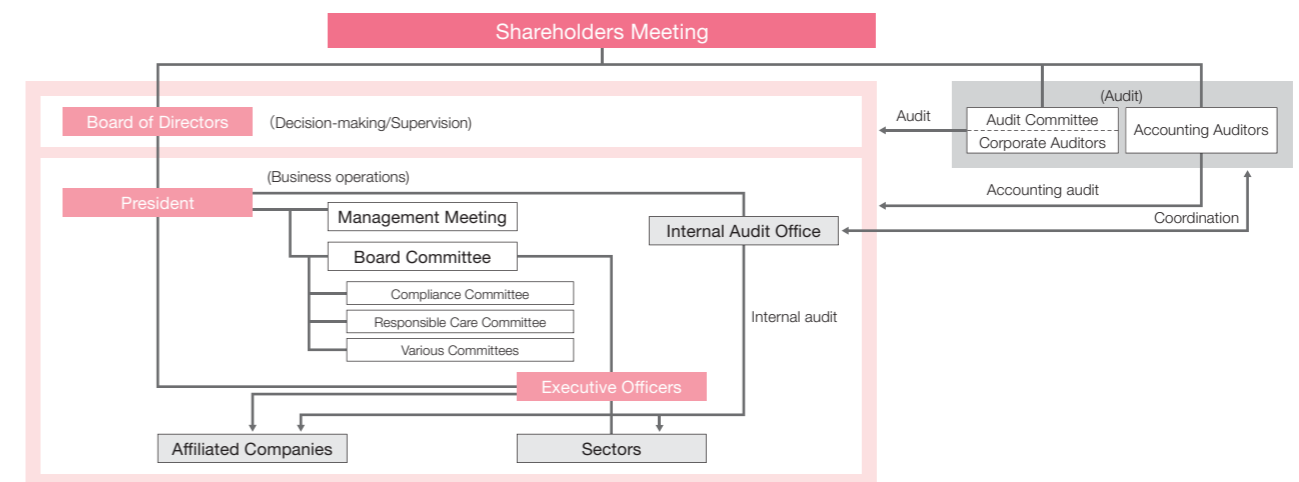 Shareholders Meeting
(Audit)
Board of Directors
(Decision-making/Supervision)
Audit
Audit Committee
Corporate Auditors
Accounting Auditors
(Business operations)
President
Accounting audit
Management Meeting
Internal Audit Office
Coordination
Board Committee
Compliance Committee
Responsible Care Committee
Internal audit
Various Committees
Executive Officers
Affiliated Companies
Sectors